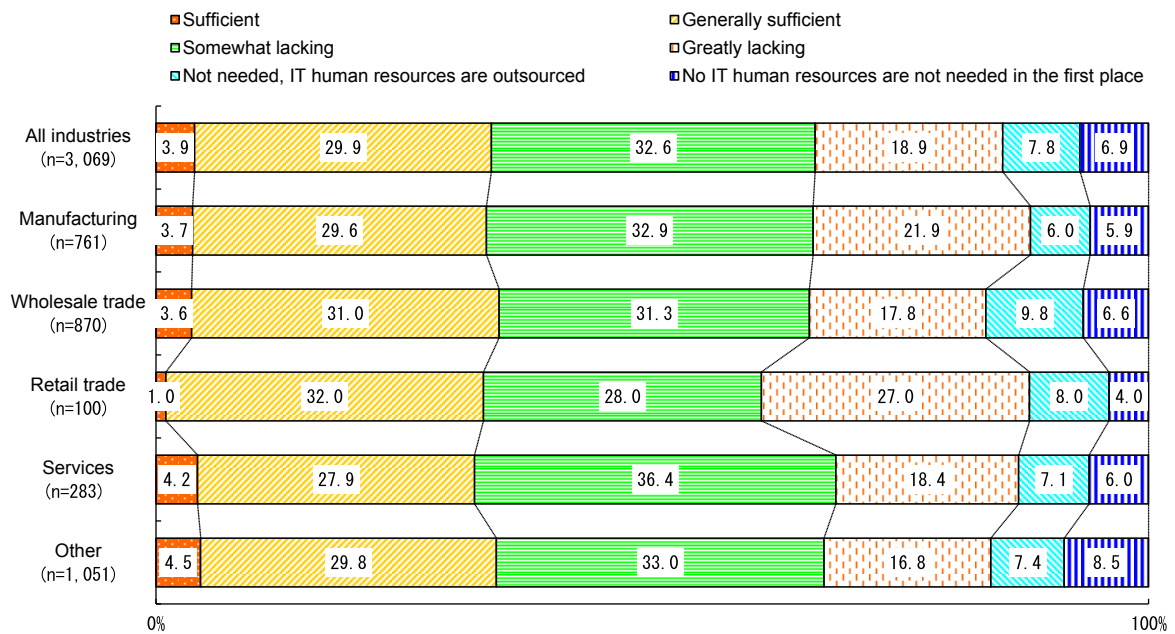 Sufficient
Generally sufficient
Somewhat lacking
Greatly lacking
Not needed, IT human resources are outsourced
No IT human resources are not needed in the first place
All industries
(n=3,069)
3.9
29.9
32.6
18.9
7.8
6.9
Manufacturing
(n=761)
3.7
29.6
32.9
21.9
6.0
5.9
Wholesale trade
(n=870)
3.6
31.0
31.3
17.8
9.8
6.6
Retail trade
(n=100)
1.0
32.0
28.0
27.0
8.0
4.0
Services
(n=283)
4.2
27.9
36.4
18.4
7.1
6.0
Other
(n=1,051)
4.5
29.8
33.0
16.8
7.4
8.5
0%
100%